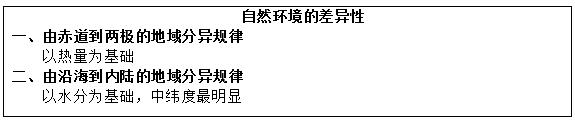 自然环境的差异性
一、由赤道到两极的地域分异规律
以热量为基础
二、由沿海到内陆的地域分异规律
以水分为基础，中纬度最明显